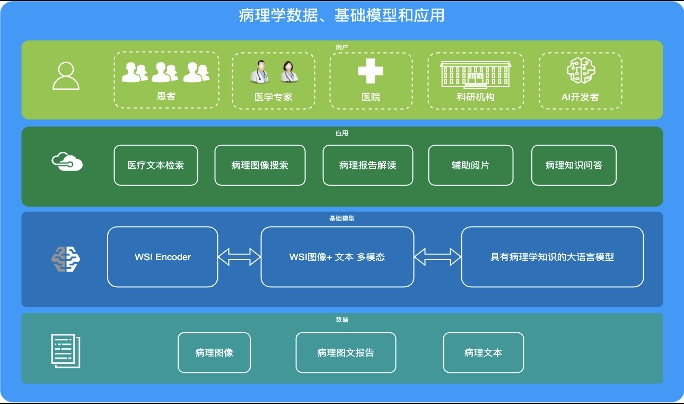 病理学数据、基础模型和应用
用户
患者
医学专家
医院
科研机构
AI开发者
应用
医疗文本检索
病理图像搜索
病理报告解读
辅助阅片
病理知识问答
基础模型
WSI Encoder
WSI图像+ 文本 多模态
具有病理学知识的大语言模型
数据
病理图像
病理图文报告
病理文本